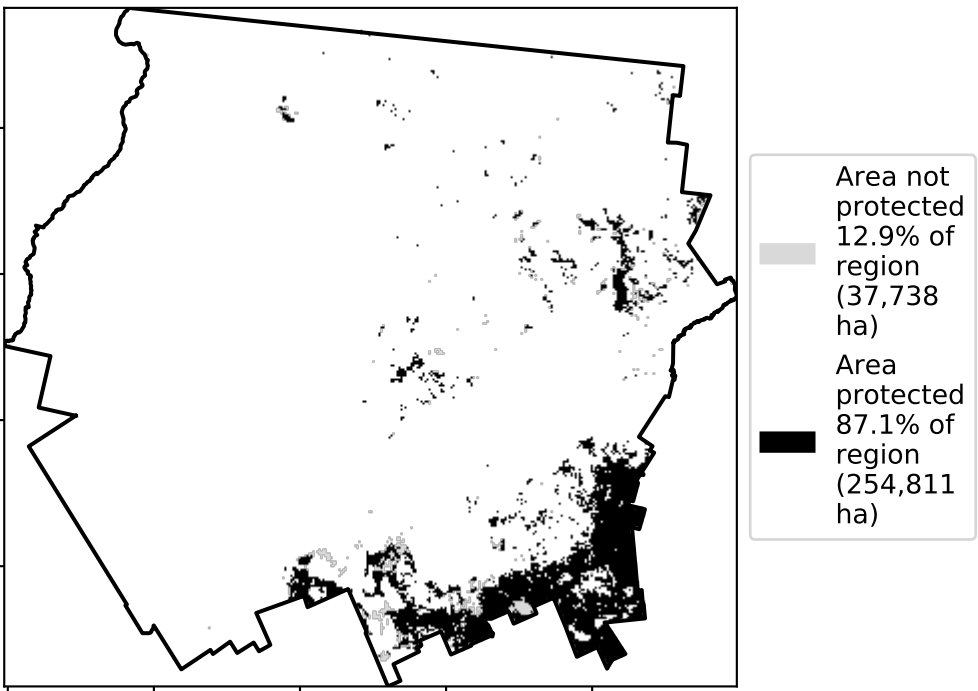 Area not
protected
12.9% of
region
(37,738
ha)
Area
protected
87.1% of
region
(254,811
ha)